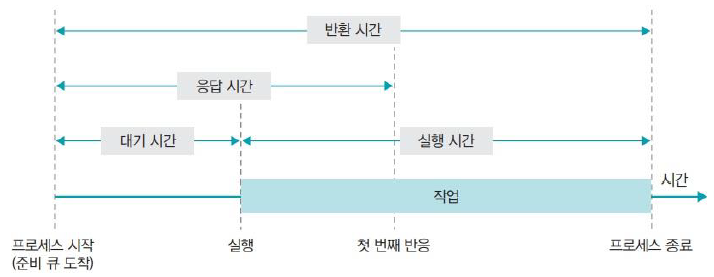 반환 시간
응답 시간
대기 시간
실행 시간
작업
시간
프로세스 시작
(준비 큐 도착)
실행
첫 번째 반응
프로세스 종료